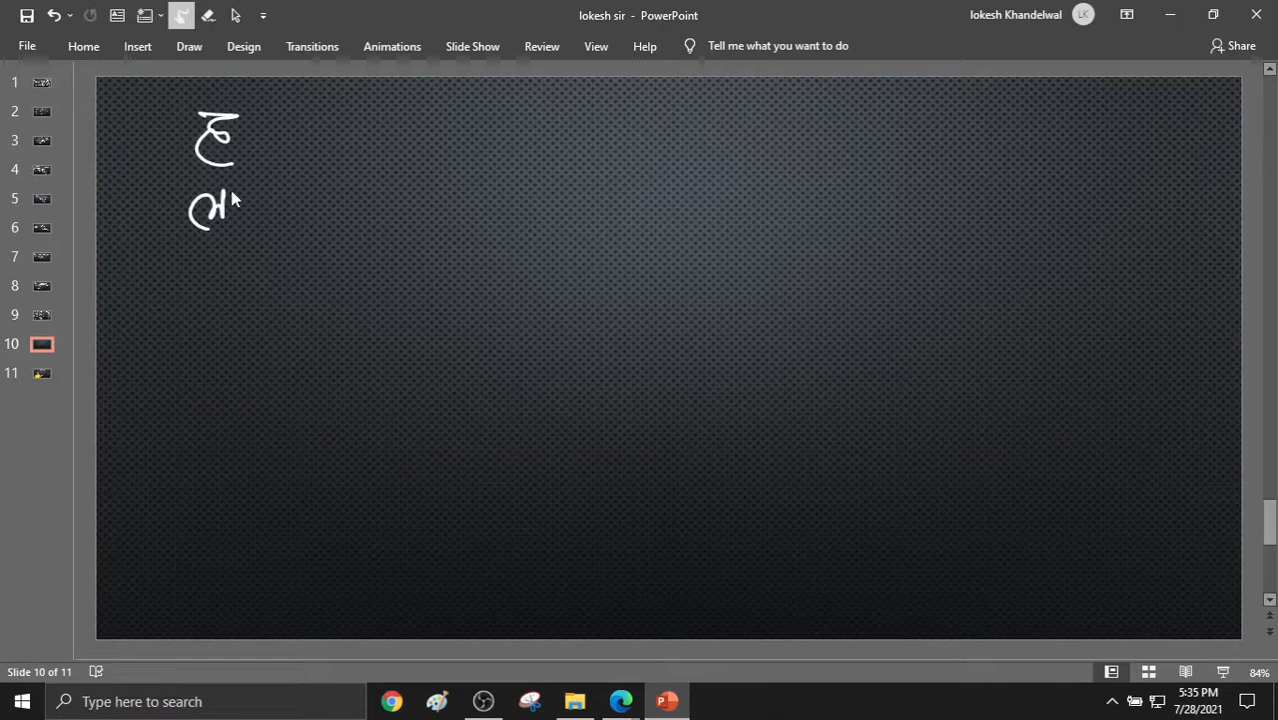 lokesh sir - PowerPoint
lokesh Khandelwal
LK
File Home Insert Draw Design Transitions Animations Slide Show Review View Help Tell me what you want to do Share
1
2
3
4
5
6
7
8
9
10
11
ह
Slide 10 of 11
84%
Type here to search
5:35 PM
7/28/2021